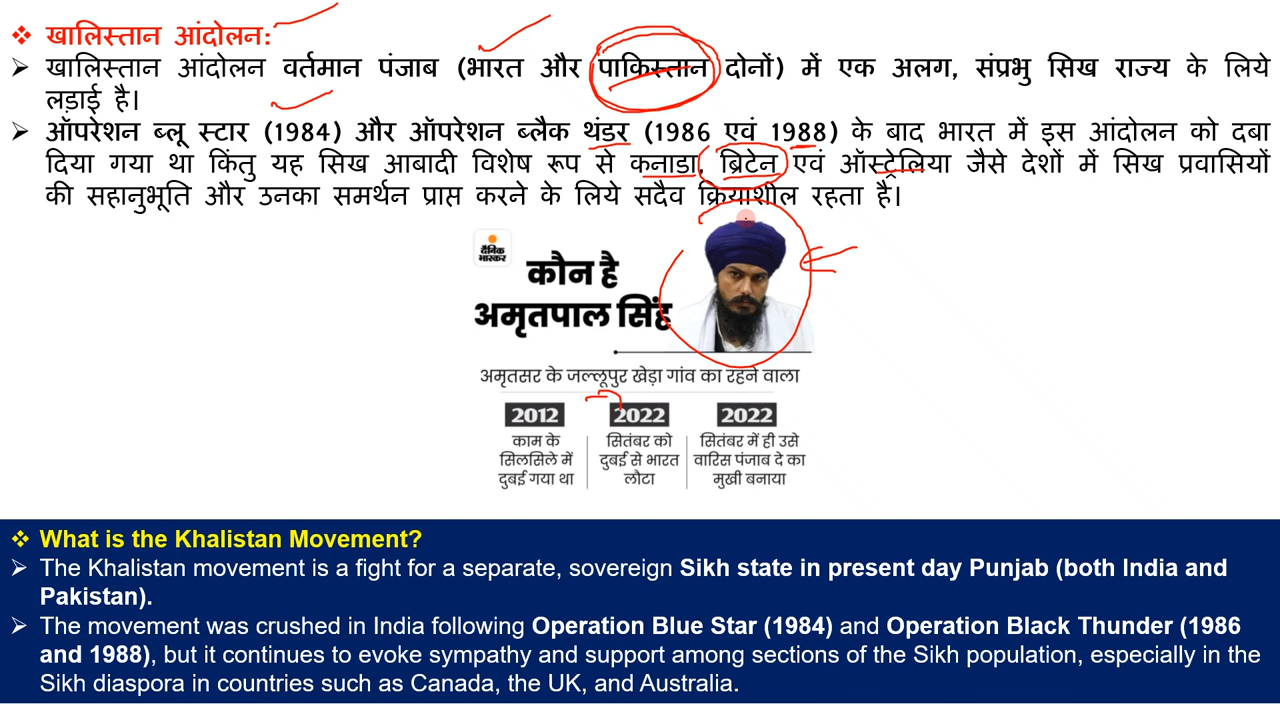 ❖ खालिस्तान आंदोलन:
➤ खालिस्तान आंदोलन वर्तमान पंजाब (भारत और पाकिस्तान दोनों) में एक अलग, संप्रभु सिख राज्य के लिये
लड़ाई है।
➤ ऑपरेशन ब्लू स्टार (1984) और ऑपरेशन ब्लैक थंडर (1986 एवं 1988) के बाद भारत में इस आंदोलन को दबा
दिया गया था किंतु यह सिख आबादी विशेष रूप से कनाडा, ब्रिटेन एवं ऑस्ट्रेलिया जैसे देशों में सिख प्रवासियों
की सहानुभूति और उनका समर्थन प्राप्त करने के लिये सदैव क्रियाशील रहता है।
दैनिक
भास्कर
कौन है
अमृतपाल सिंह
अमृतसर के जल्लूपुर खेड़ा गांव का रहने वाला
2012
काम के
सिलसिले में
दुबई गया था
2022
सितंबर को
दुबई से भारत
लौटा
2022
सितंबर में ही उसे
वारिस पंजाब दे का
मुखी बनाया
❖ What is the Khalistan Movement?
➤ The Khalistan movement is a fight for a separate, sovereign Sikh state in present day Punjab (both India and
Pakistan).
➤ The movement was crushed in India following Operation Blue Star (1984) and Operation Black Thunder (1986
and 1988), but it continues to evoke sympathy and support among sections of the Sikh population, especially in the
Sikh diaspora in countries such as Canada, the UK, and Australia.